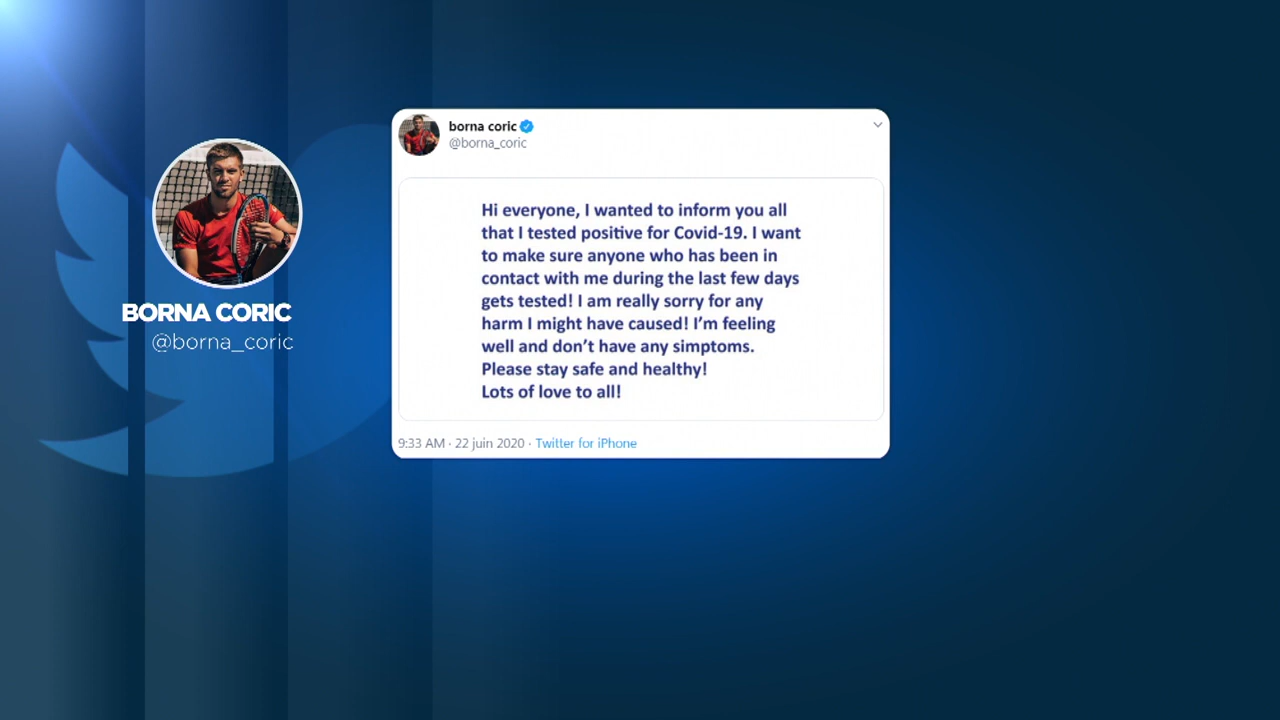 BORNA CORIC
@borna_coric
borna coric
@borna_coric
Hi everyone, I wanted to inform you all
that I tested positive for Covid-19. I want
to make sure anyone who has been in
contact with me during the last few days
gets tested! I am really sorry for any
harm I might have caused! I'm feeling
well and don't have any simptoms.
Please stay safe and healthy!
Lots of love to all!
9:33 AM · 22 juin 2020 · Twitter for iPhone